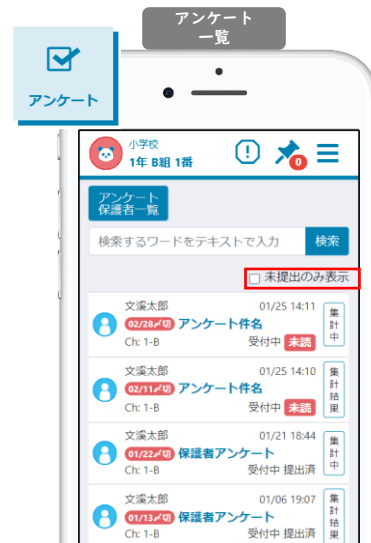 アンケート
一覧
アンケート
小学校
1年 B組 1番
0
アンケート
保護者一覧
検索するワードをテキストで入力
検索
未提出のみ表示
文溪太郎 01/25 14:11
02/28〆切 アンケート件名
Ch: 1-B 受付中 未読
集計中
文溪太郎 01/25 14:10
02/11〆切 アンケート件名
Ch: 1-B 受付中 未読
集計結果
文溪太郎 01/21 18:44
01/22〆切 保護者アンケート
Ch: 1-B 受付中 提出済
集計中
文溪太郎 01/06 19:07
01/13〆切 保護者アンケート
Ch: 1-B 受付中 提出済
集計結果